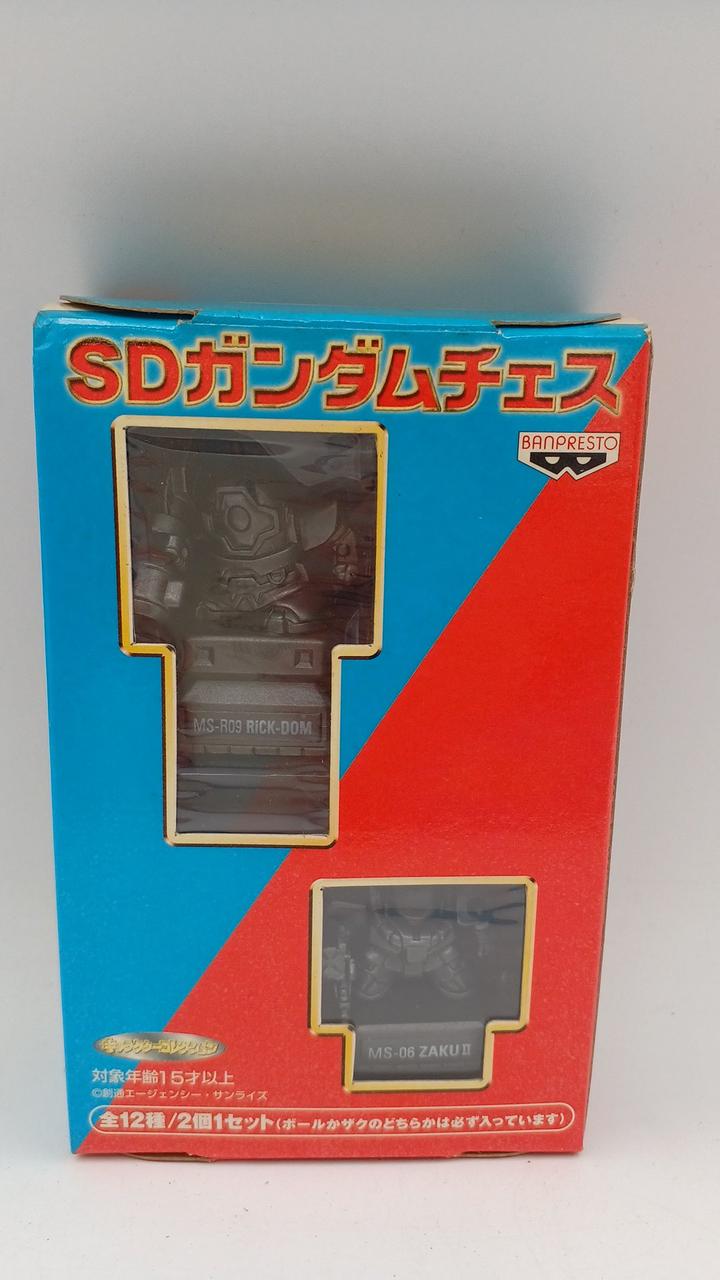 SDガンダムチェス
BANPRESTO
MS-R09 RiCK-DOM
MS-06 ZAKU II
キャラクターコレクション
対象年齢15才以上
©創通エージェンシー・サンライズ
全12種/2個1セット(ボールかザクのどちらかは必ず入っています)